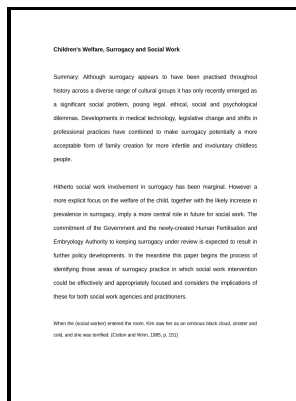 Children's Welfare, Surrogacy and Social Work
Summary: Although surrogacy appears to have been practised throughout
history across a diverse range of cultural groups it has only recently emerged as
a significant social problem, posing legal. ethical, social and psychological
dilemmas. Developments in medical technology, legislative change and shifts in
professional practices have combined to make surrogacy potentially a more
acceptable form of family creation for more infertile and involuntary childless
people.
Hitherto social work involvement in surrogacy has been marginal. However a
more explicit focus on the welfare of the child, together with the likely increase in
prevalence in surrogacy, imply a more central role in future for social work. The
commitment of the Government and the newly-created Human Fertilisation and
Embryology Authority to keeping surrogacy under review is expected to result in
further policy developments. In the meantime this paper begins the process of
identifying those areas of surrogacy practice in which social work intervention
could be effectively and appropriately focused and considers the implications of
these for both social work agencies and practitioners.
When the (social worker) entered the room. Kim saw her as an ominous black cloud, sinister and
cold, and she was terrified. (Cotton and Winn, 1985, p. 151)